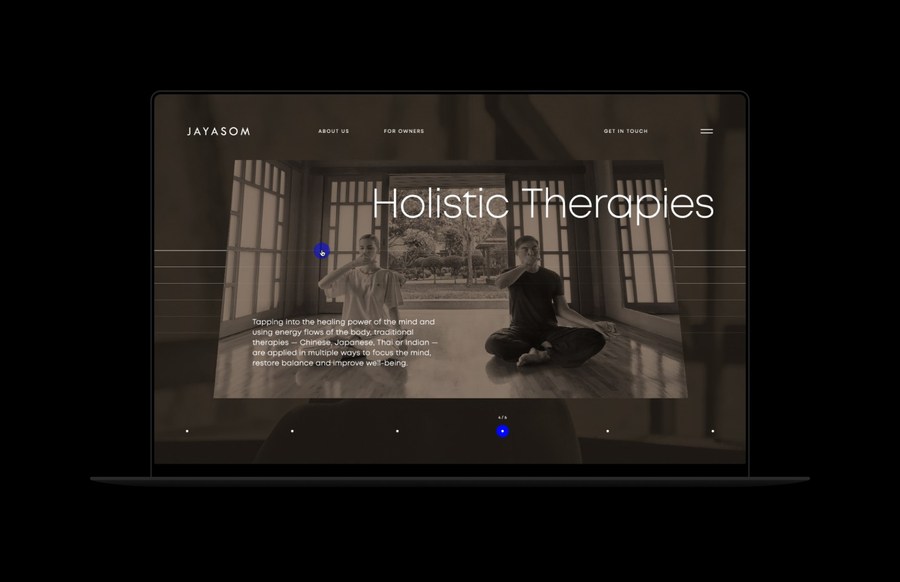 JAYASOM
ABOUT US
FOR OWNERS
GET IN TOUCH
Holistic Therapies
Tapping into the healing power of the mind and
using energy flows of the body, traditional
therapies — Chinese, Japanese, Thai or Indian —
are applied in multiple ways to focus the mind,
restore balance and improve well-being.